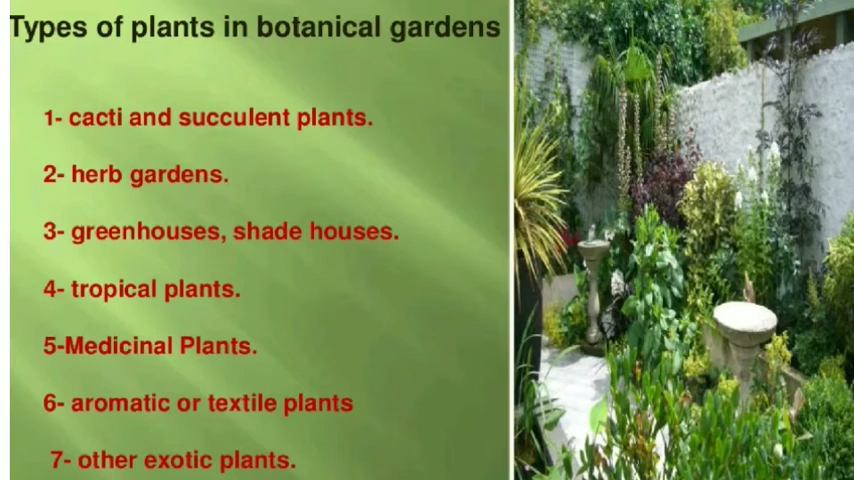 Types of plants in botanical gardens
1- cacti and succulent plants.
2- herb gardens.
3- greenhouses, shade houses.
4- tropical plants.
5-Medicinal Plants.
6- aromatic or textile plants
7- other exotic plants.